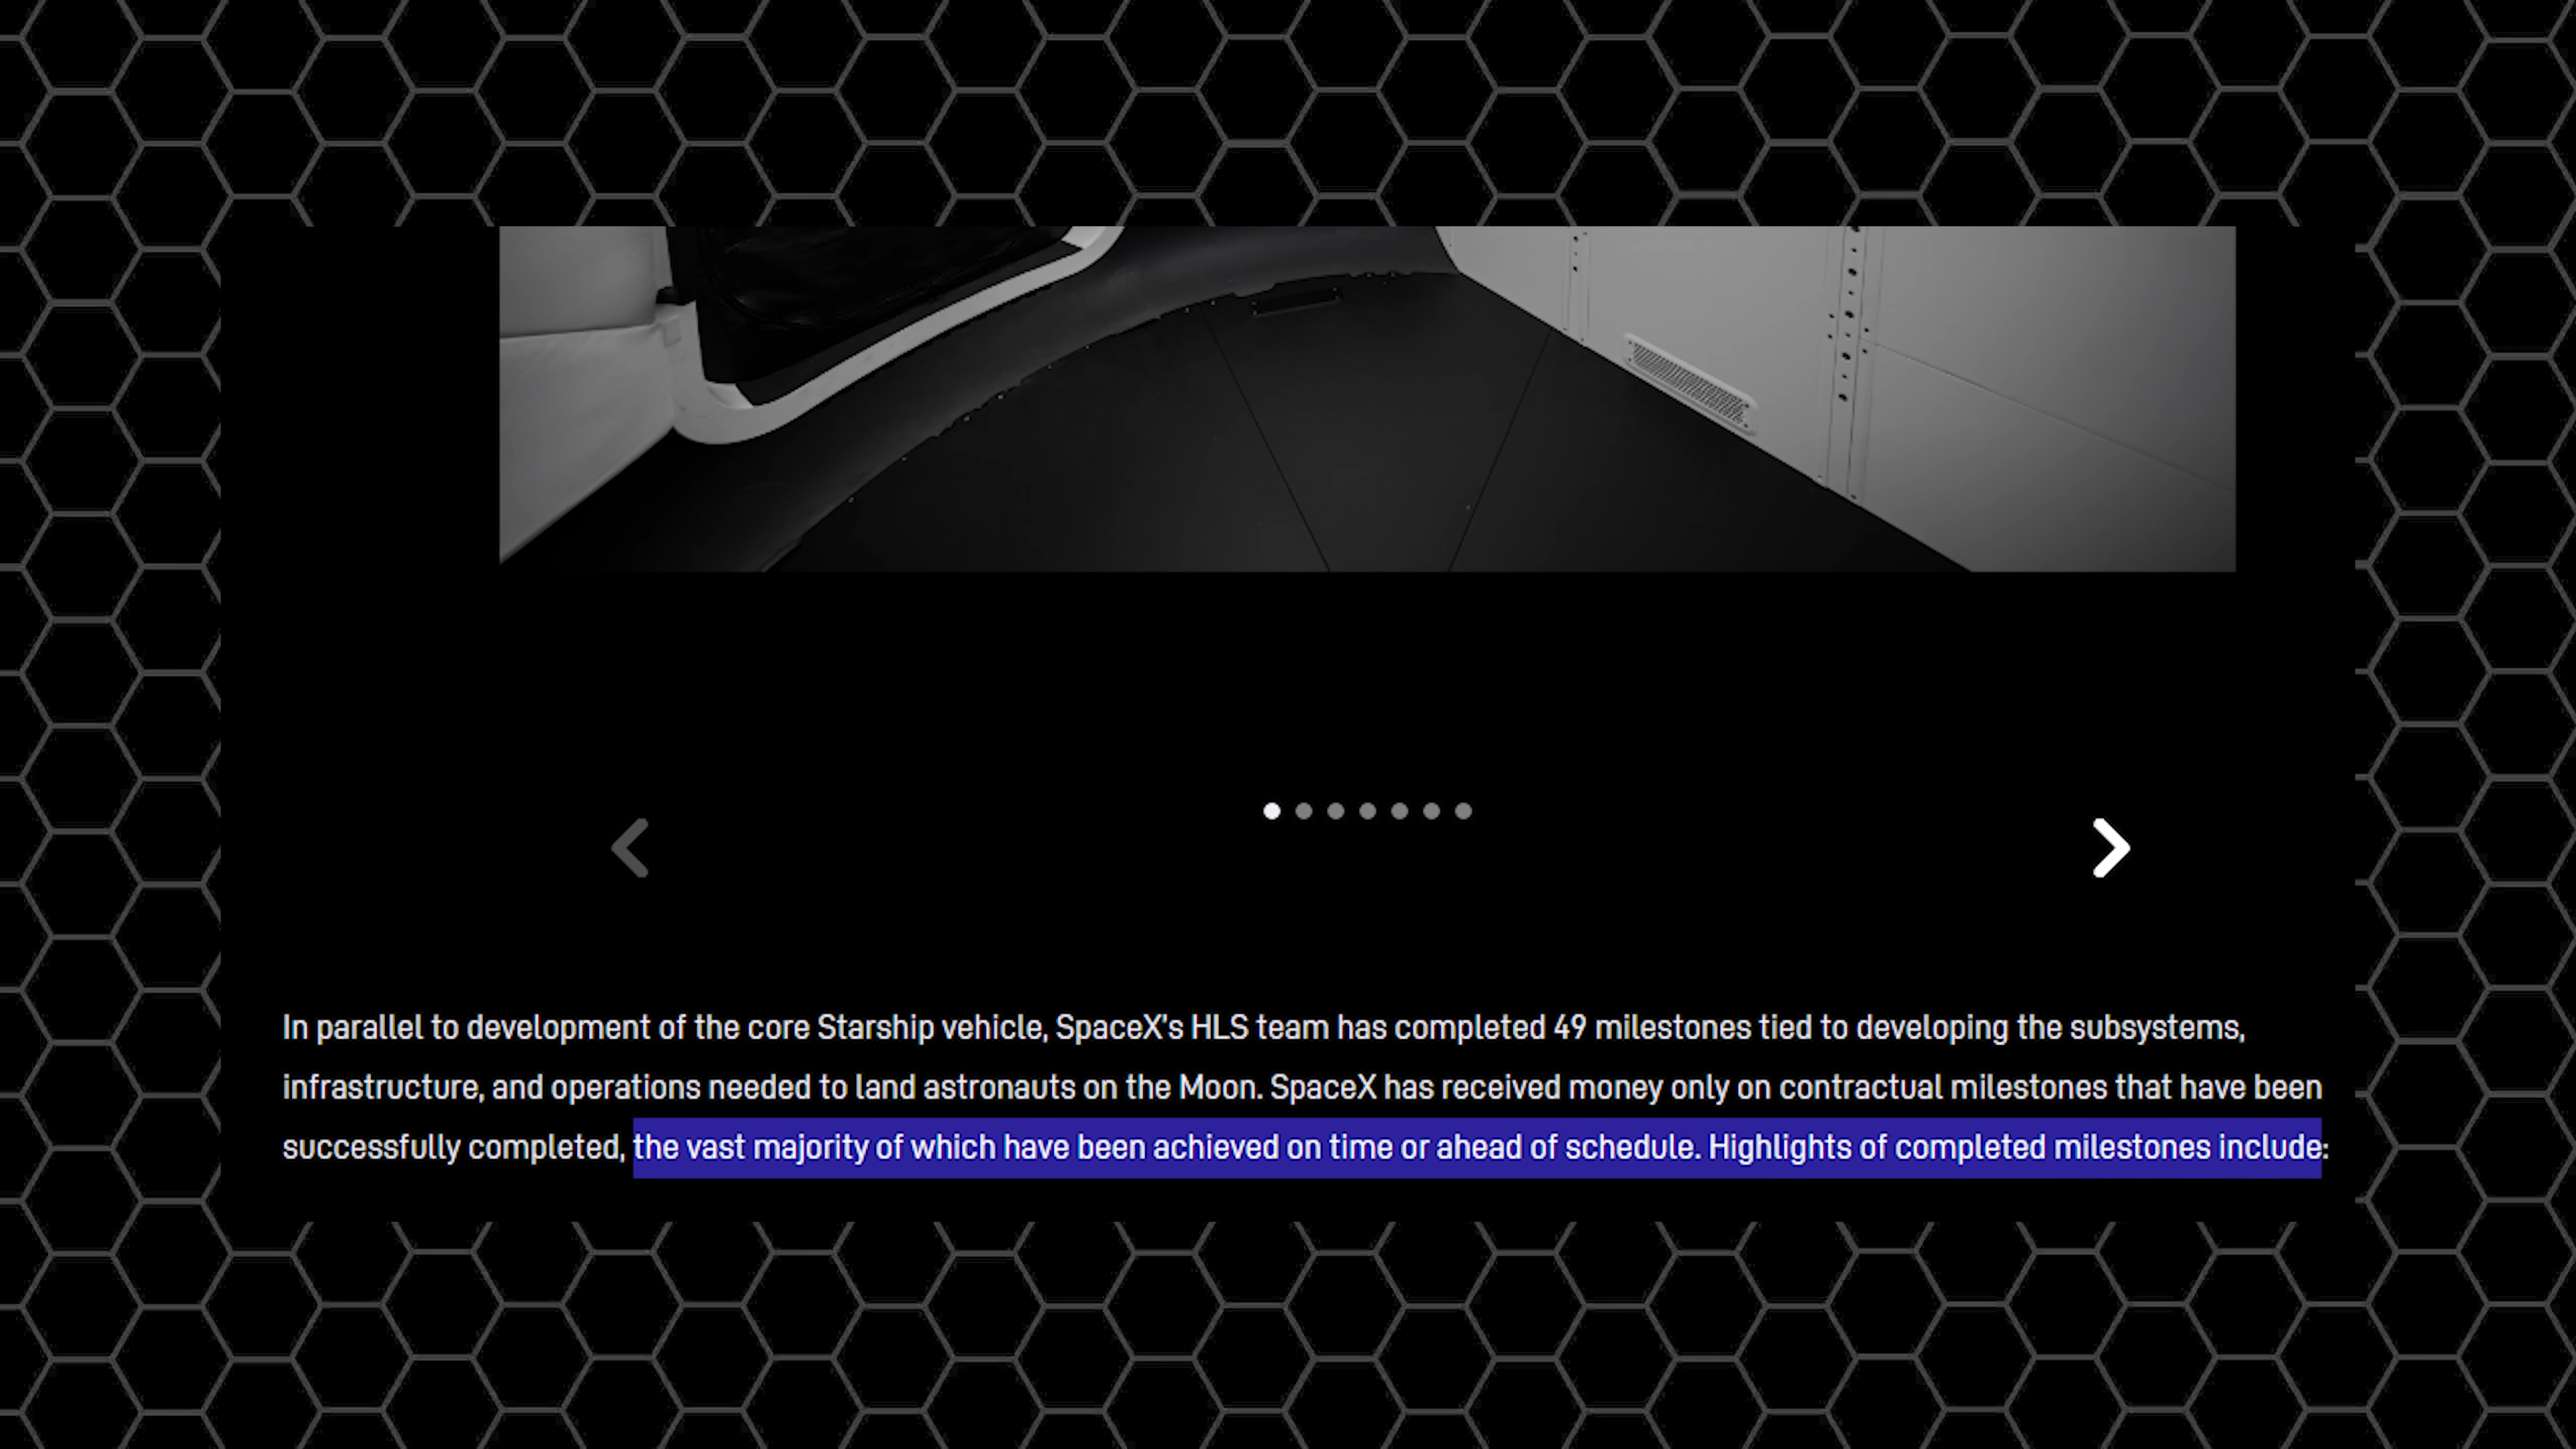 In parallel to development of the core Starship vehicle, SpaceX's HLS team has completed 49 milestones tied to developing the subsystems,
infrastructure, and operations needed to land astronauts on the Moon. SpaceX has received money only on contractual milestones that have been
successfully completed, the vast majority of which have been achieved on time or ahead of schedule. Highlights of completed milestones include: